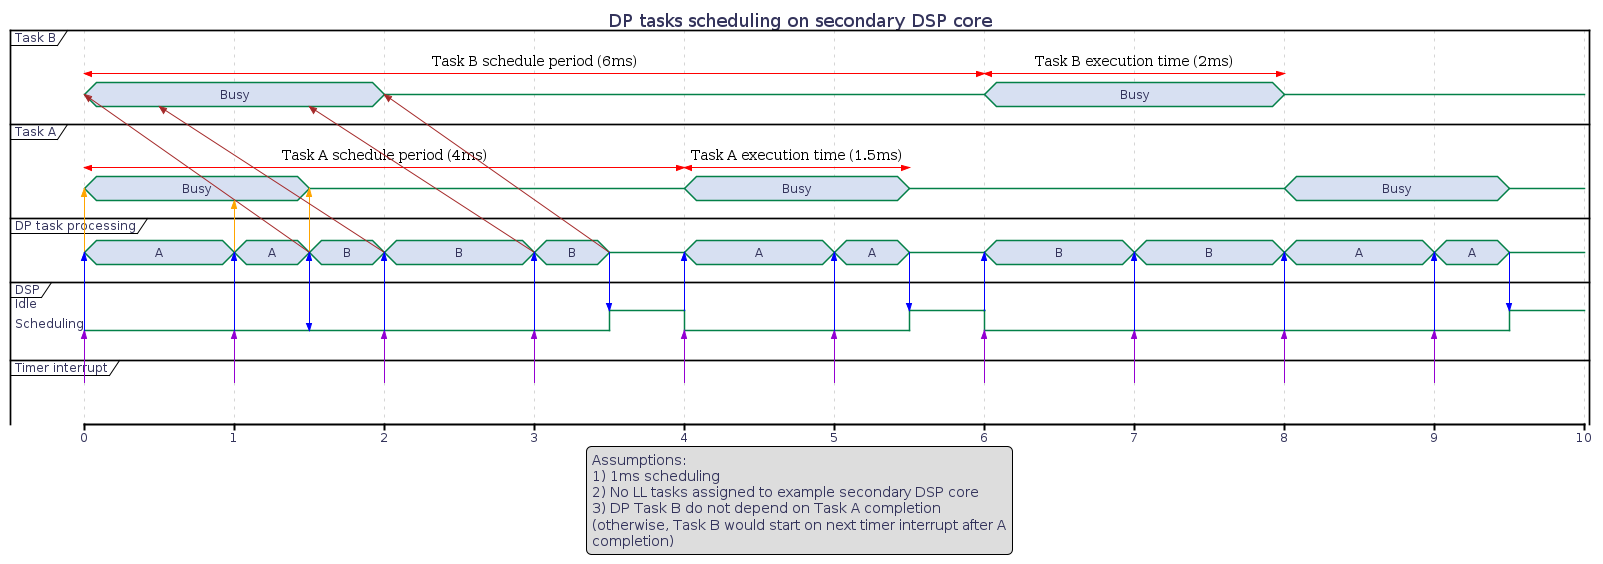 DP tasks scheduling on secondary DSP core
Task B
Task B schedule period (6ms)
Task B execution time (2ms)
Busy
Busy
Task A
Task A schedule period (4ms)
Task A execution time (1.5ms)
Busy
Busy
Busy
DP task processing
A
A
B
B
B
A
A
B
B
A
A
DSP
Idle
Scheduling
Timer interrupt
0 1 2 3 4 5 6 7 8 9 10
Assumptions:
1) 1ms scheduling
2) No LL tasks assigned to example secondary DSP core
3) DP Task B do not depend on Task A completion
(otherwise, Task B would start on next timer interrupt after A
completion)